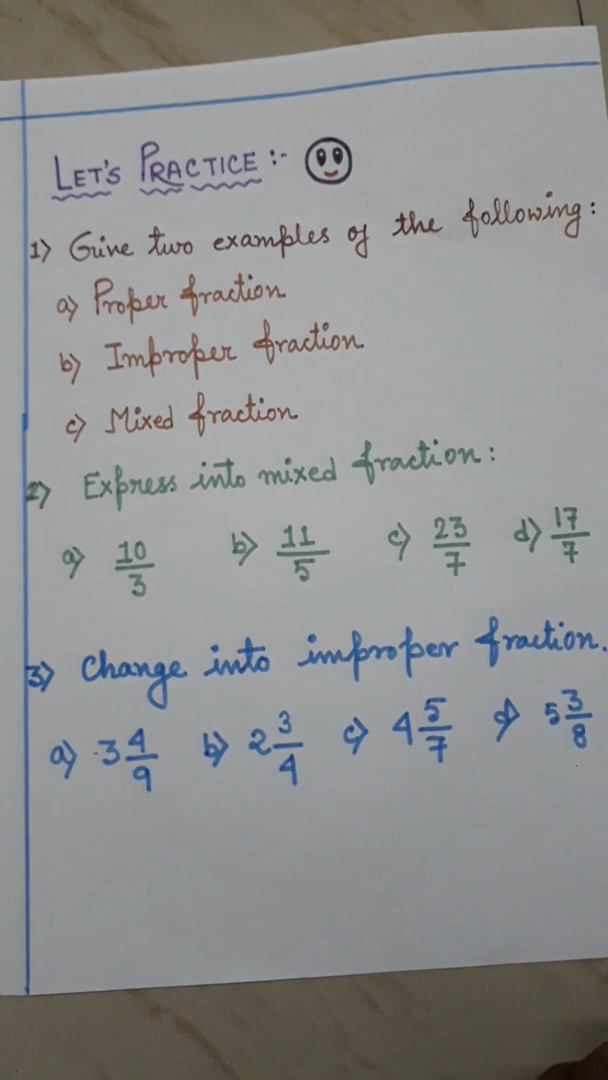 LET'S PRACTICE :-
1) Give two examples of the following :
a) Proper fraction
b) Improper fraction
c) Mixed fraction
2) Express into mixed fraction :
a) 10/3 b) 11/5 c) 23/7 d) 17/7
3) Change into improper fraction.
a) 3 4/9 b) 2 3/4 c) 4 5/7 d) 5 3/8